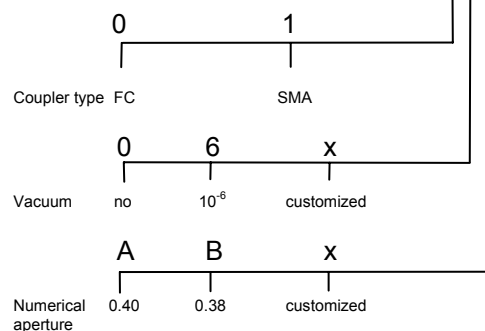 0 1
Coupler type FC SMA
0 6 x
Vacuum no 10⁻⁶ customized
A B x
Numerical 0.40 0.38 customized
aperture